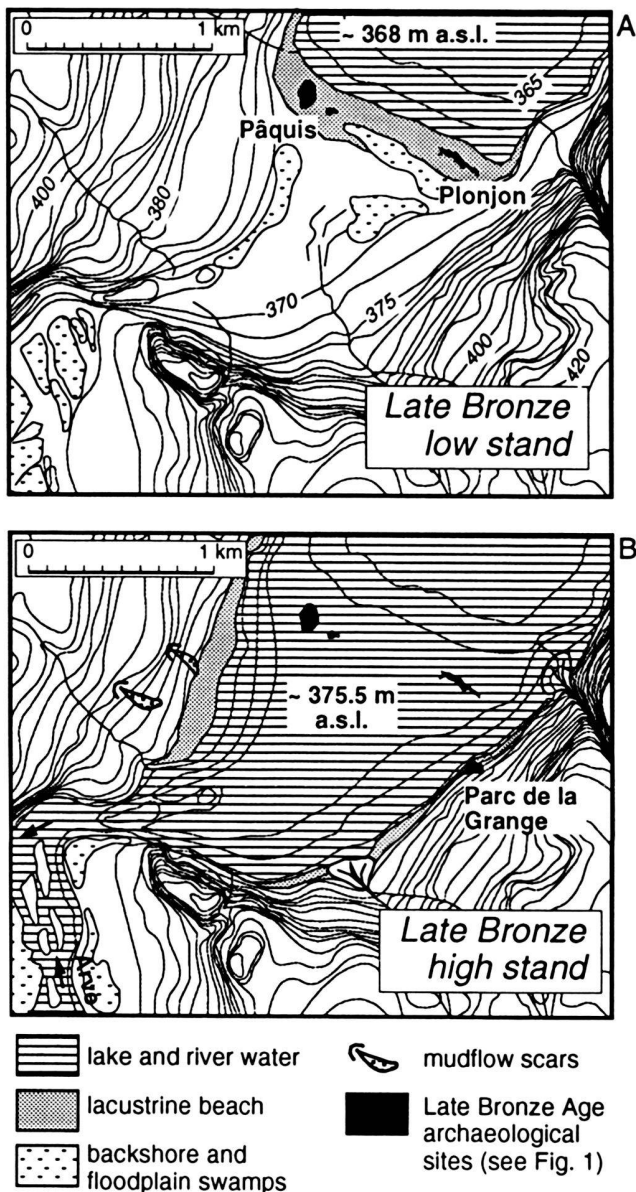 A
0 1 km
~ 368 m a.s.l.
365
Pâquis
Plonjon
400
380
370
375
400
420
Late Bronze
low stand
B
0 1 km
~ 375.5 m
a.s.l.
Parc de la
Grange
Arve
Late Bronze
high stand
lake and river water
lacustrine beach
backshore and
floodplain swamps
mudflow scars
Late Bronze Age
archaeological
sites (see Fig. 1)